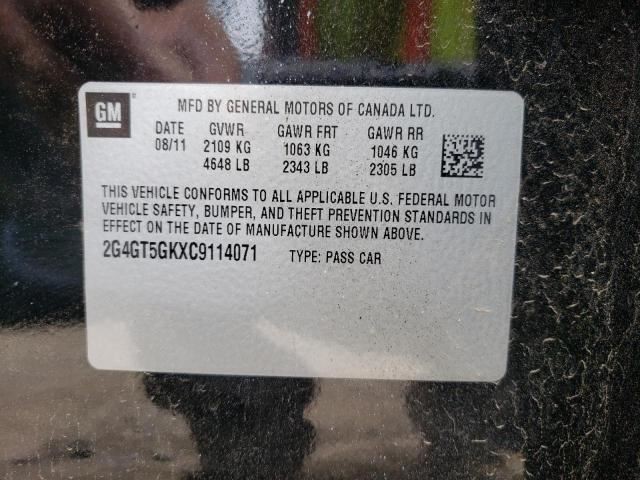 GM
MFD BY GENERAL MOTORS OF CANADA LTD.
DATE GVWR GAWR FRT GAWR RR
08/11 2109 KG 1063 KG 1046 KG
4648 LB 2343 LB 2305 LB
THIS VEHICLE CONFORMS TO ALL APPLICABLE U.S. FEDERAL MOTOR
VEHICLE SAFETY, BUMPER, AND THEFT PREVENTION STANDARDS IN
EFFECT ON THE DATE OF MANUFACTURE SHOWN ABOVE.
2G4GT5GKXC9114071 TYPE: PASS CAR